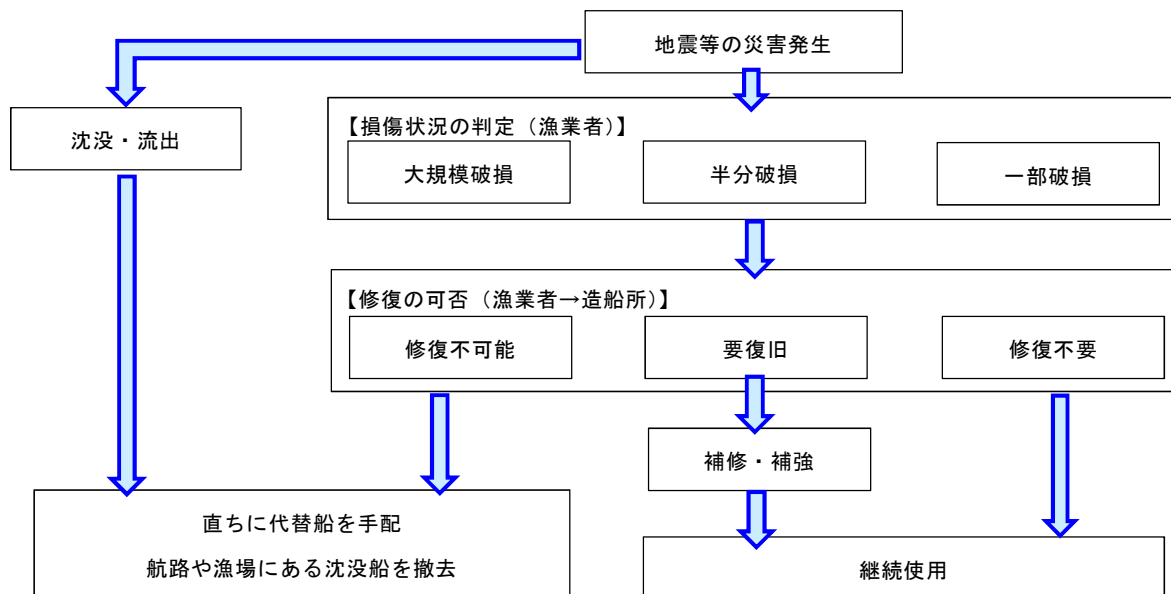 地震等の災害発生
沈没・流出
【損傷状況の判定（漁業者）】
大規模破損
半分破損
一部破損
【修復の可否（漁業者→造船所）】
修復不可能
要復旧
修復不要
補修・補強
直ちに代替船を手配
航路や漁場にある沈没船を撤去
継続使用